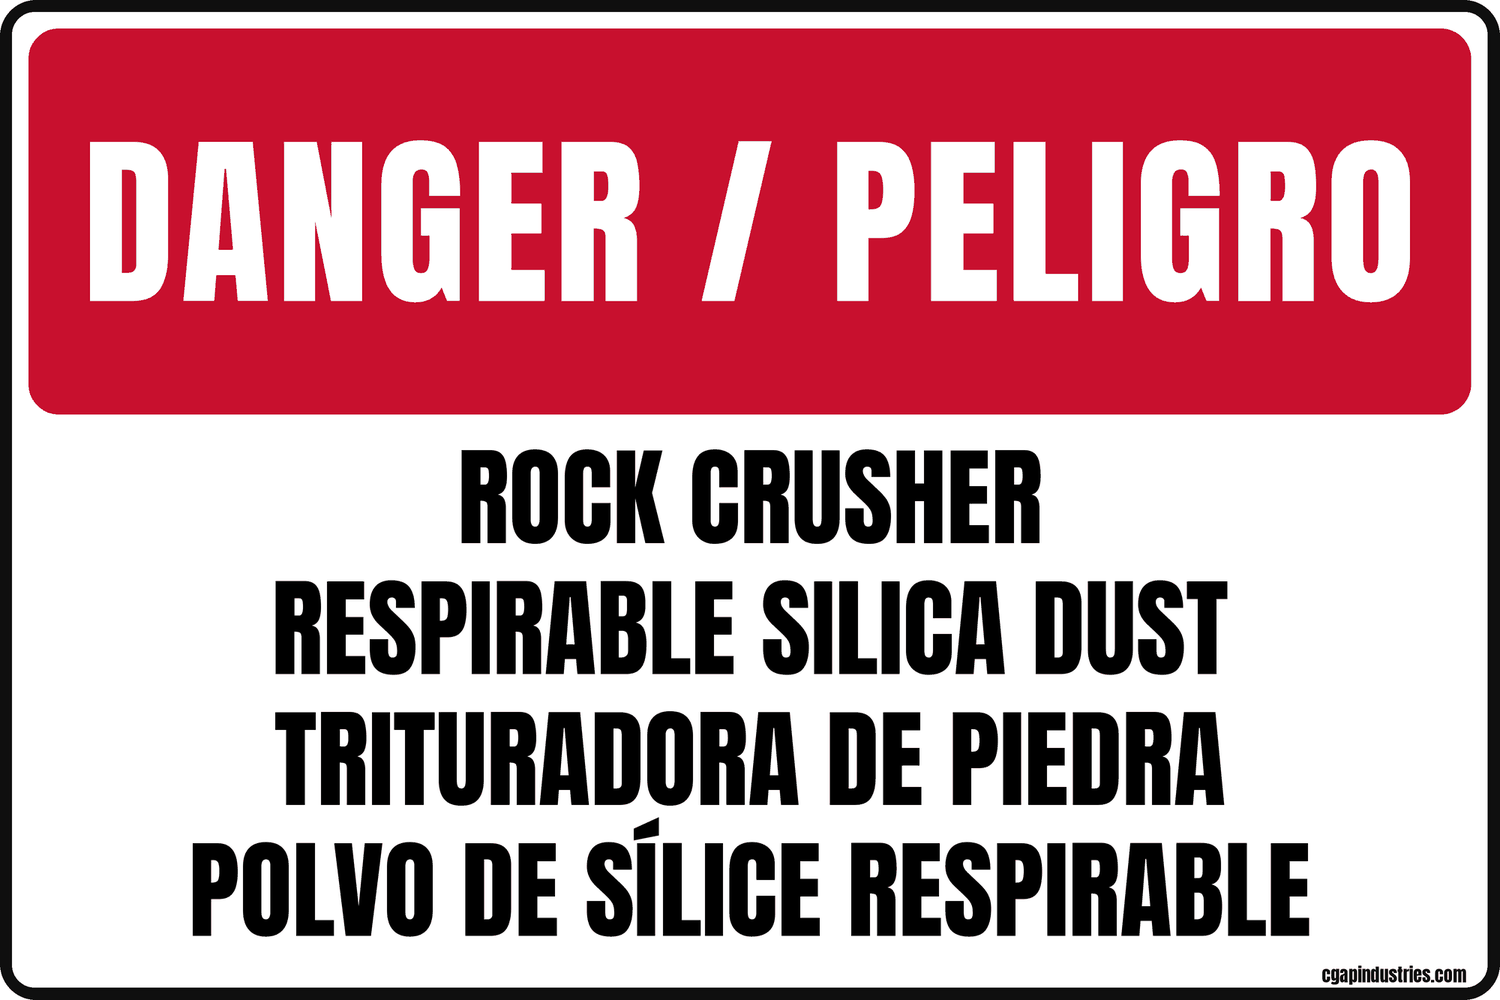 DANGER / PELIGRO
ROCK CRUSHER
RESPIRABLE SILICA DUST
TRITURADORA DE PIEDRA
POLVO DE SÍLICE RESPIRABLE
cgapindustries.com